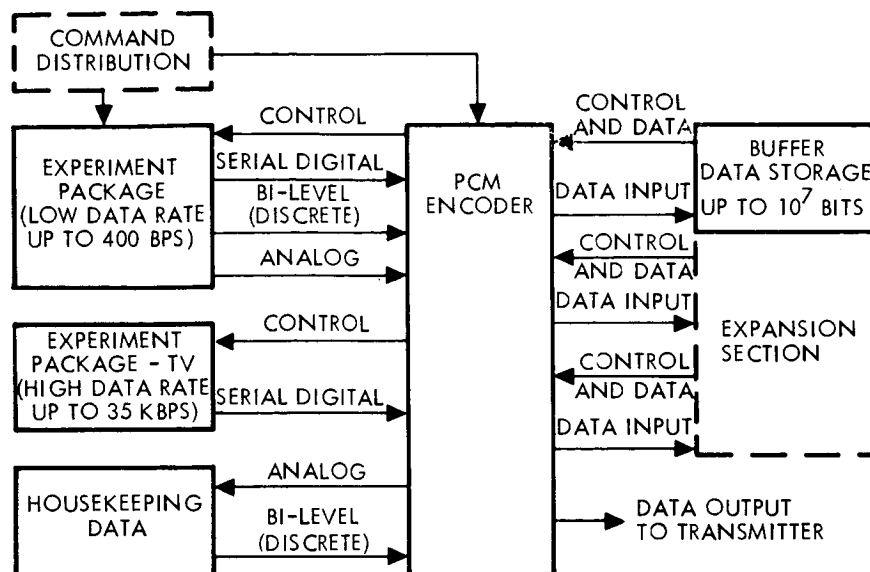 COMMAND
DISTRIBUTION
CONTROL
SERIAL DIGITAL
BI-LEVEL
(DISCRETE)
ANALOG
EXPERIMENT
PACKAGE
(LOW DATA RATE
UP TO 400 BPS)
CONTROL
SERIAL DIGITAL
EXPERIMENT
PACKAGE - TV
(HIGH DATA RATE
UP TO 35 KBPS)
ANALOG
BI-LEVEL
(DISCRETE)
HOUSEKEEPING
DATA
PCM
ENCODER
CONTROL
AND DATA
DATA INPUT
BUFFER
DATA STORAGE
UP TO 10⁷ BITS
CONTROL
AND DATA
DATA INPUT
CONTROL
AND DATA
DATA INPUT
EXPANSION
SECTION
DATA OUTPUT
TO TRANSMITTER